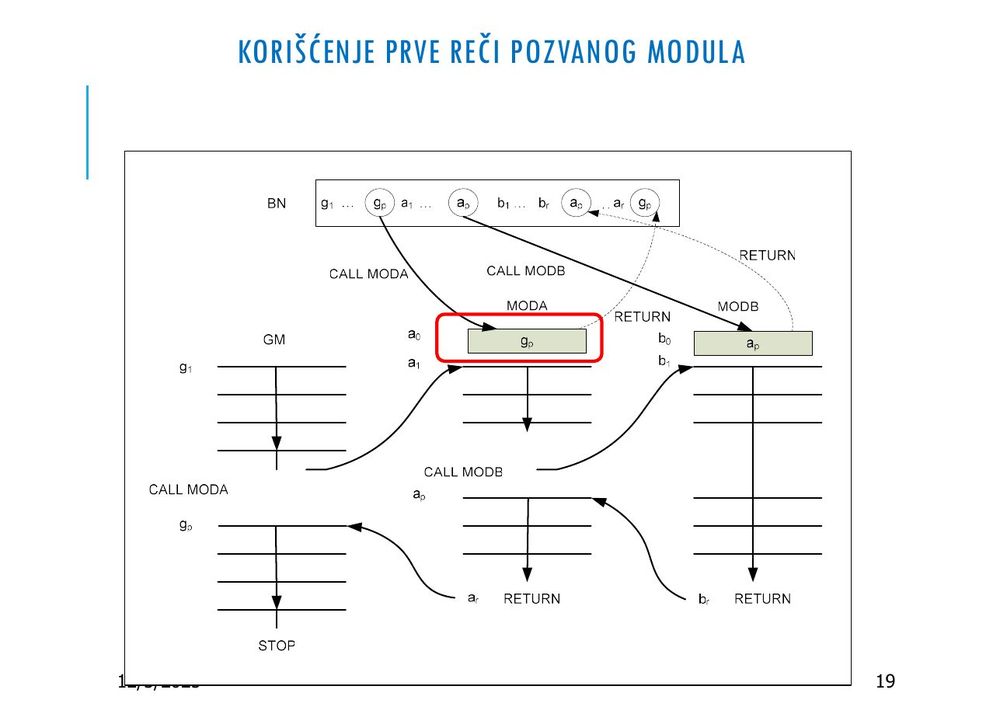 KORIŠĆENJE PRVE REČI POZVANOG MODULA
BN g₁ ... gₚ a₁ ... aₚ b₁ ... bᵣ aₚ ... aᵣ gₚ
RETURN
CALL MODA CALL MODB
MODA MODB
RETURN
GM a₀ gₚ b₀ aₚ
g₁ a₁ b₁
CALL MODB
CALL MODA aₚ
gₚ
aᵣ RETURN bᵣ RETURN
STOP
19